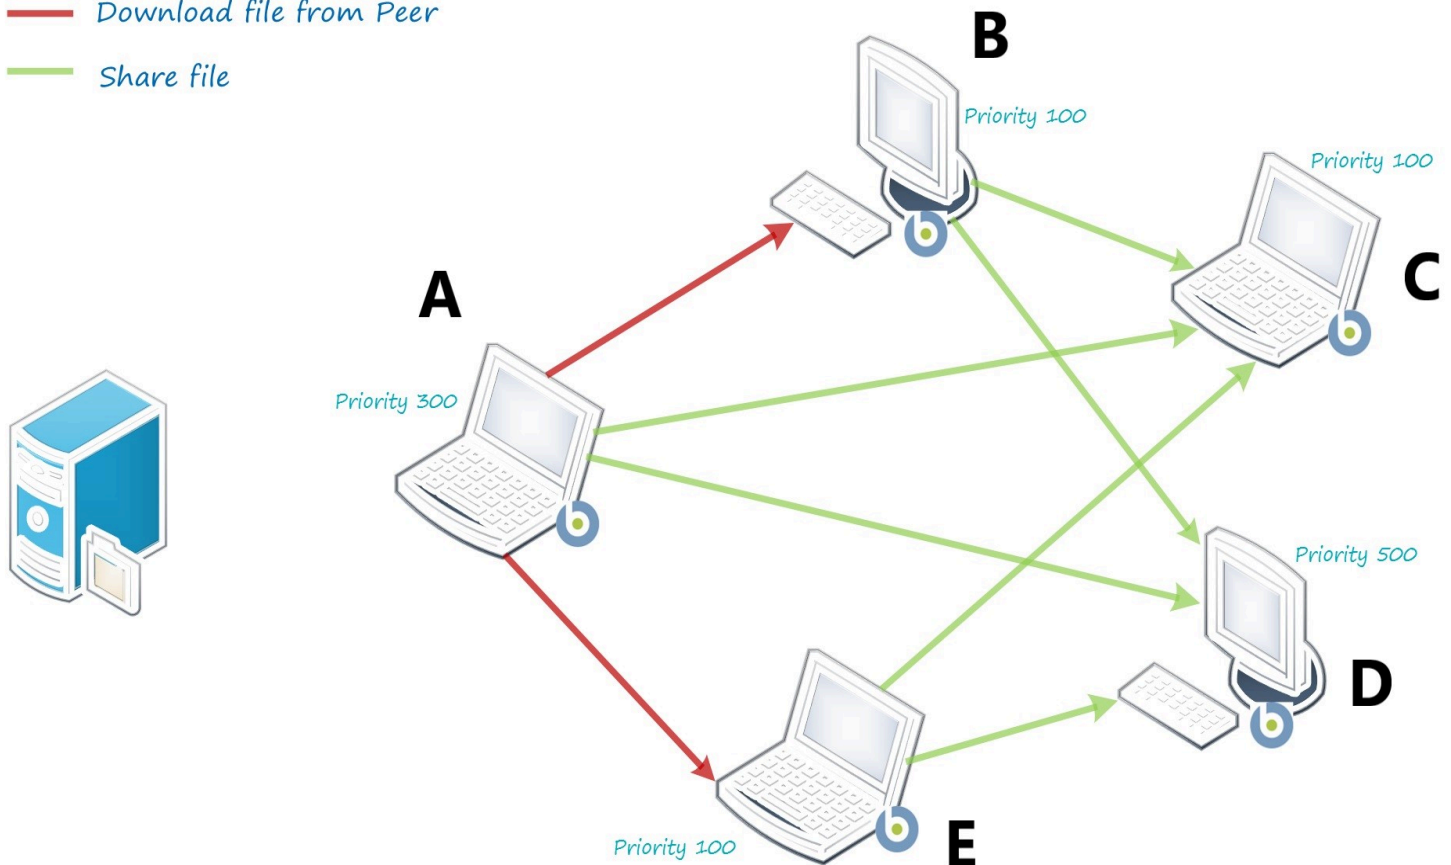 Download file from Peer
Share file
B
Priority 100
Priority 100
C
A
Priority 300
Priority 500
D
Priority 100
E